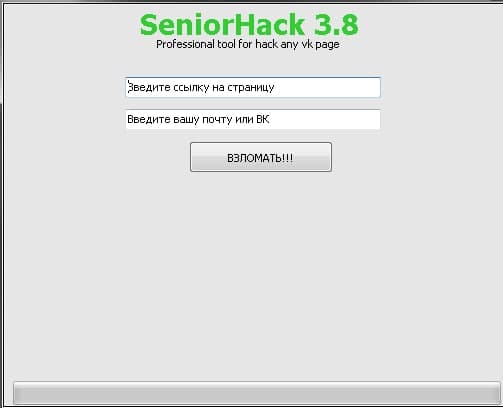 SeniorHack 3.8
Professional tool for hack any vk page
Введите ссылку на страницу
Введите вашу почту или ВК
ВЗЛОМАТЬ!!!